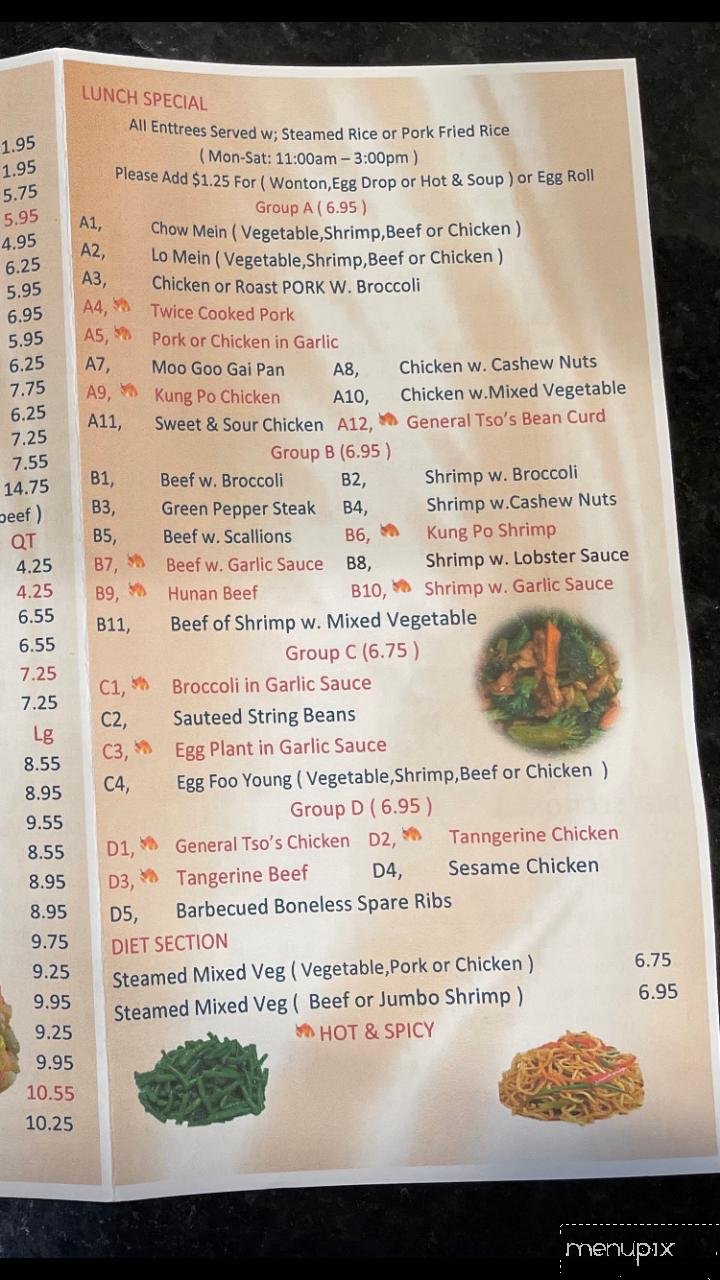 1.95
1.95
5.75
5.95
4.95
6.25
5.95
6.95
5.95
6.25
7.75
6.25
7.25
7.55
14.75
beef )
QT
4.25
4.25
6.55
6.55
7.25
7.25
Lg
8.55
8.95
9.55
8.55
8.95
8.95
9.75
9.25
9.95
9.25
9.95
10.55
10.25
LUNCH SPECIAL
All Enttrees Served w; Steamed Rice or Pork Fried Rice
( Mon-Sat: 11:00am – 3:00pm )
Please Add $1.25 For ( Wonton,Egg Drop or Hot & Soup ) or Egg Roll
Group A ( 6.95 )
A1, Chow Mein ( Vegetable,Shrimp,Beef or Chicken )
A2, Lo Mein ( Vegetable,Shrimp,Beef or Chicken )
A3, Chicken or Roast PORK W. Broccoli
A4, Twice Cooked Pork
A5, Pork or Chicken in Garlic
A7, Moo Goo Gai Pan A8, Chicken w. Cashew Nuts
A9, Kung Po Chicken A10, Chicken w.Mixed Vegetable
A11, Sweet & Sour Chicken A12, General Tso's Bean Curd
Group B (6.95 )
B1, Beef w. Broccoli B2, Shrimp w. Broccoli
B3, Green Pepper Steak B4, Shrimp w.Cashew Nuts
B5, Beef w. Scallions B6, Kung Po Shrimp
B7, Beef w. Garlic Sauce B8, Shrimp w. Lobster Sauce
B9, Hunan Beef B10, Shrimp w. Garlic Sauce
B11, Beef of Shrimp w. Mixed Vegetable
Group C (6.75 )
C1, Broccoli in Garlic Sauce
C2, Sauteed String Beans
C3, Egg Plant in Garlic Sauce
C4, Egg Foo Young ( Vegetable,Shrimp,Beef or Chicken )
Group D ( 6.95 )
D1, General Tso's Chicken D2, Tanngerine Chicken
D3, Tangerine Beef D4, Sesame Chicken
D5, Barbecued Boneless Spare Ribs
DIET SECTION
Steamed Mixed Veg ( Vegetable,Pork or Chicken ) 6.75
Steamed Mixed Veg ( Beef or Jumbo Shrimp ) 6.95
HOT & SPICY
menupix